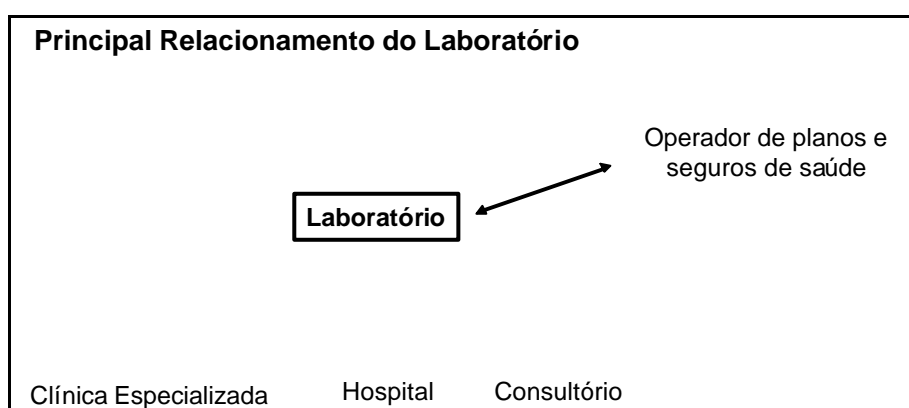 Principal Relacionamento do Laboratório
Operador de planos e
seguros de saúde
Laboratório
Clínica Especializada
Hospital
Consultório